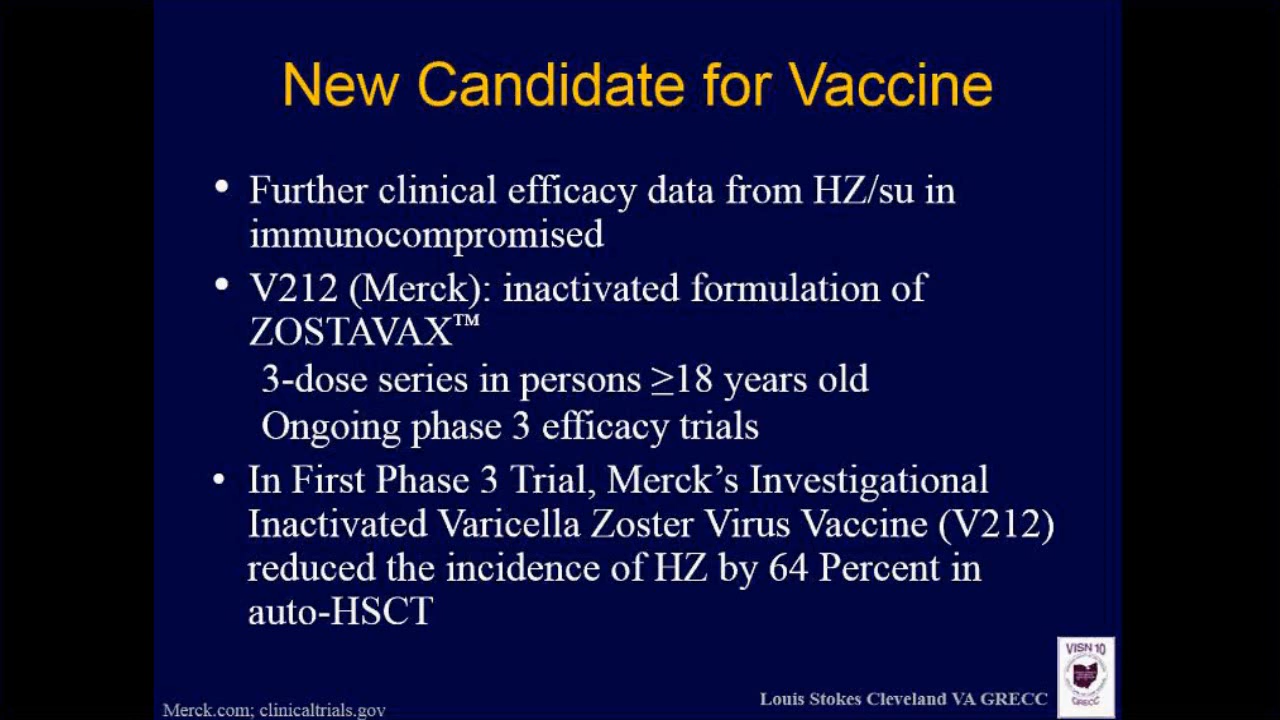 New Candidate for Vaccine
• Further clinical efficacy data from HZ/su in
immunocompromised
• V212 (Merck): inactivated formulation of
ZOSTAVAX™
3-dose series in persons ≥18 years old
Ongoing phase 3 efficacy trials
• In First Phase 3 Trial, Merck’s Investigational
Inactivated Varicella Zoster Virus Vaccine (V212)
reduced the incidence of HZ by 64 Percent in
auto-HSCT
VISN 10
GRECC
Louis Stokes Cleveland VA GRECC
Merck.com; clinicaltrials.gov